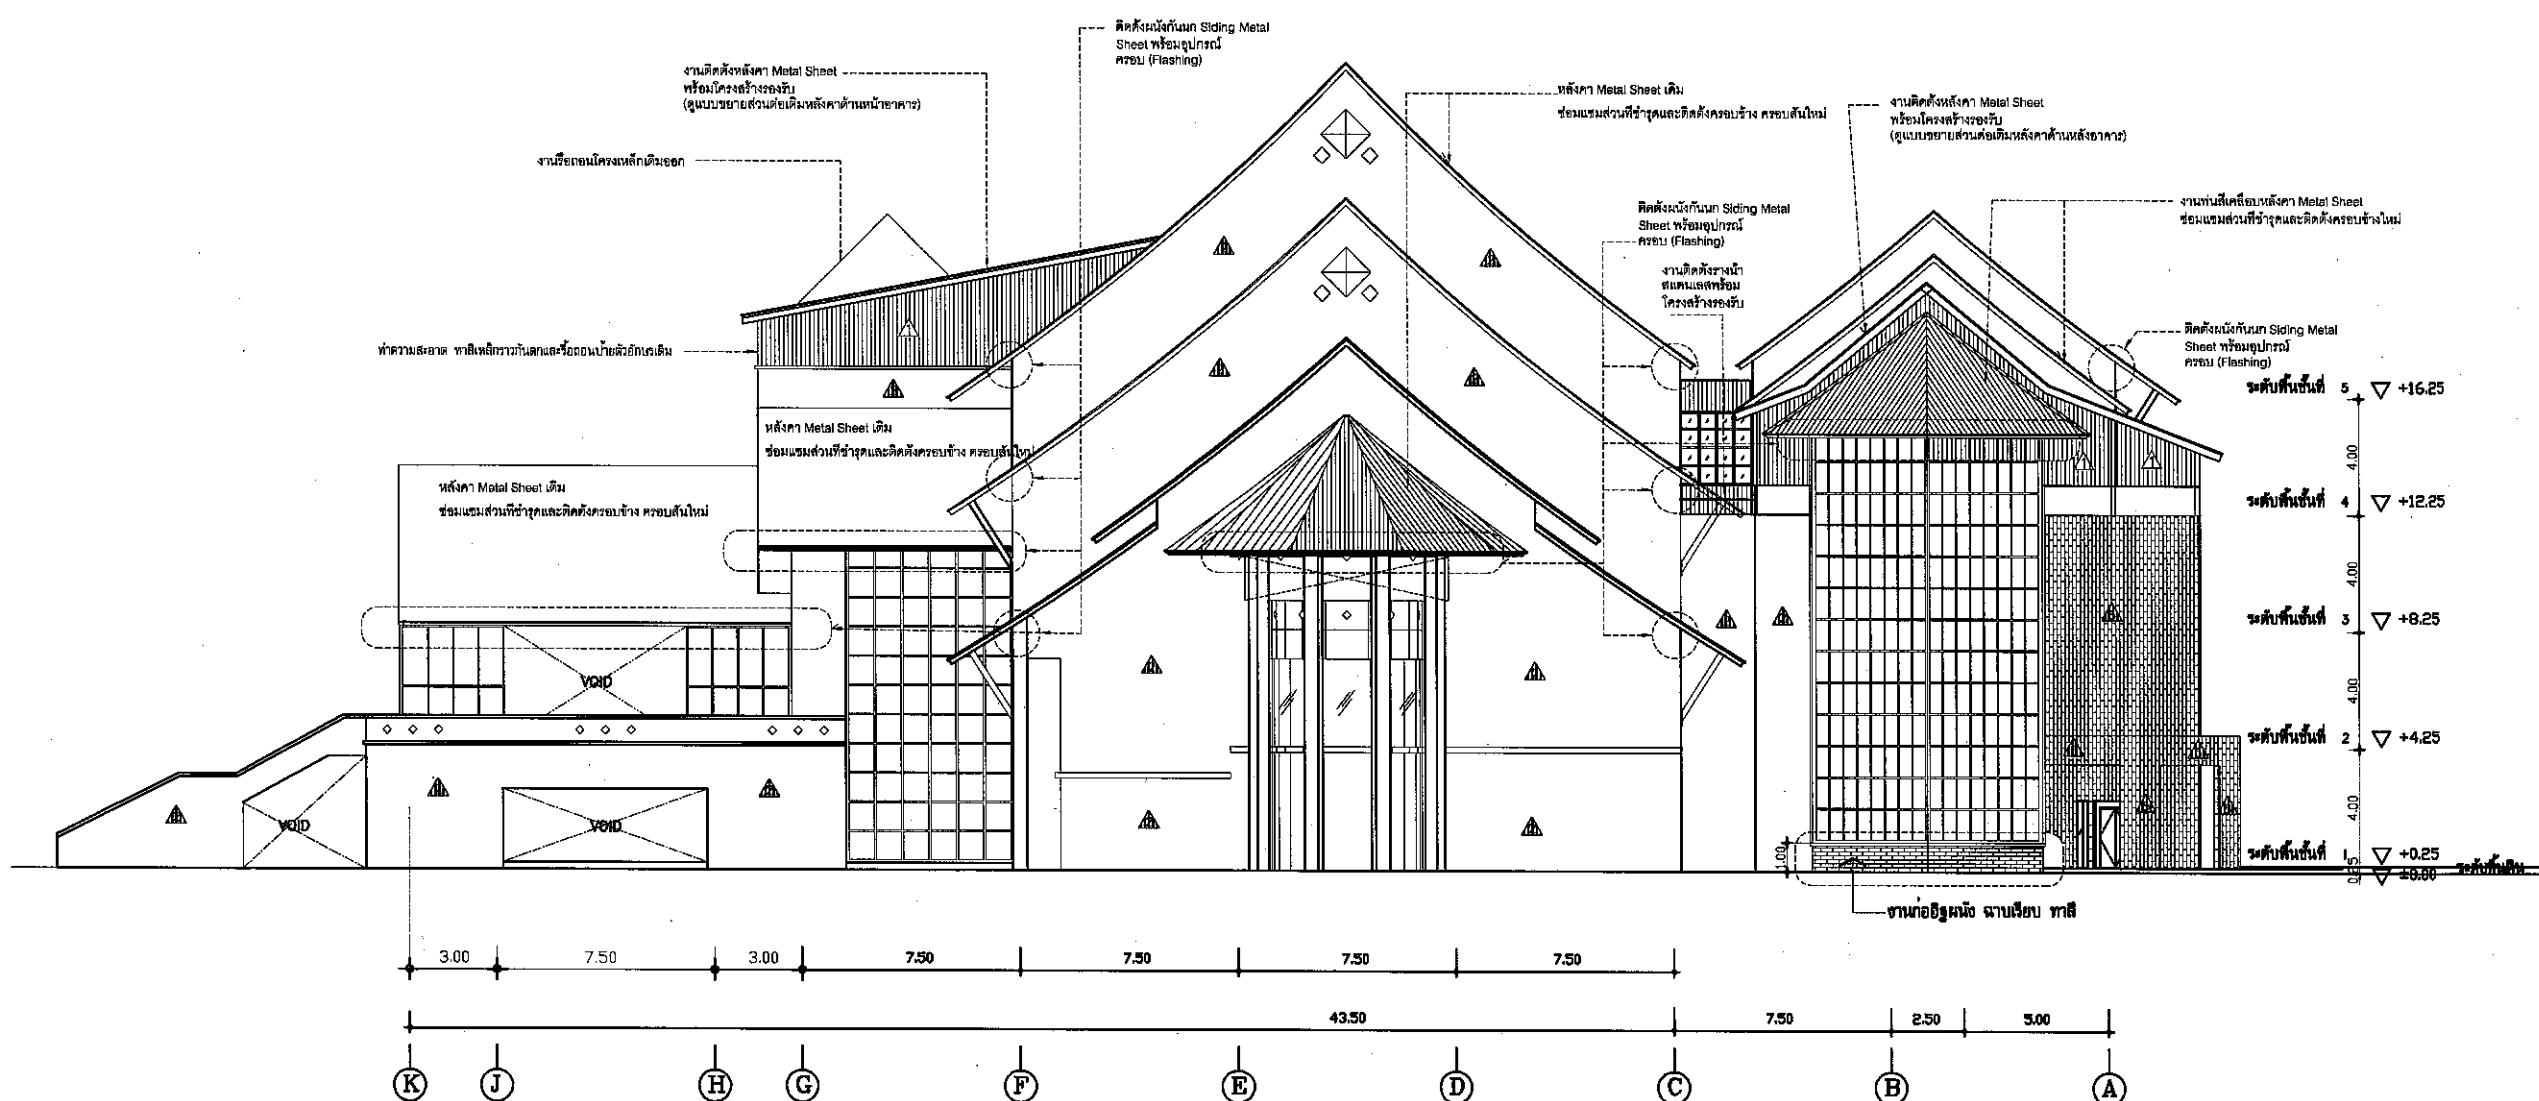 ติดตั้งผนังกันนก Siding Metal
Sheet พร้อมอุปกรณ์
ครอบ (Flashing)
งานติดตั้งหลังคา Metal Sheet
พร้อมโครงสร้างรองรับ
(ดูแบบขยายส่วนต่อเติมหลังคาด้านหน้าอาคาร)
งานรื้อถอนโครงเหล็กเดิมออก
หลังคา Metal Sheet เดิม
ซ่อมแซมส่วนที่ชำรุดและติดตั้งครอบข้าง ครอบสันใหม่
งานติดตั้งหลังคา Metal Sheet
พร้อมโครงสร้างรองรับ
(ดูแบบขยายส่วนต่อเติมหลังคาด้านหลังอาคาร)
งานพ่นสีเคลือบหลังคา Metal Sheet
ซ่อมแซมส่วนที่ชำรุดและติดตั้งครอบข้างใหม่
ติดตั้งผนังกันนก Siding Metal
Sheet พร้อมอุปกรณ์
ครอบ (Flashing)
งานติดตั้งรางน้ำ
สแตนเลสพร้อม
โครงสร้างรองรับ
ติดตั้งผนังกันนก Siding Metal
Sheet พร้อมอุปกรณ์
ครอบ (Flashing)
ทำความสะอาด ทาสีเหล็กราวกันตกและรื้อถอนป้ายตัวอักษรเดิม
หลังคา Metal Sheet เดิม
ซ่อมแซมส่วนที่ชำรุดและติดตั้งครอบข้าง ครอบสันใหม่
หลังคา Metal Sheet เดิม
ซ่อมแซมส่วนที่ชำรุดและติดตั้งครอบข้าง ครอบสันใหม่
ระดับพื้นชั้นที่ 5 +16.25
4.00
ระดับพื้นชั้นที่ 4 +12.25
4.00
ระดับพื้นชั้นที่ 3 +8.25
4.00
ระดับพื้นชั้นที่ 2 +4.25
4.00
ระดับพื้นชั้นที่ 1 +0.25
0.25
±0.00 ระดับพื้นดิน
VOID
VOID
VOID
1.00
งานก่ออิฐผนัง ฉาบเรียบ ทาสี
3.00 7.50 3.00 7.50 7.50 7.50 7.50
43.50 7.50 2.50 5.00
K J H G F E D C B A